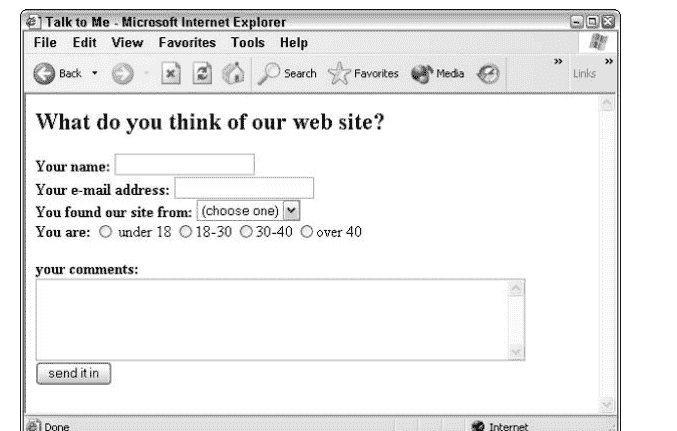 Talk to Me - Microsoft Internet Explorer
File Edit View Favorites Tools Help
Back Search Favorites Media » Links »
What do you think of our web site?
Your name:
Your e-mail address:
You found our site from: (choose one)
You are: under 18 18-30 30-40 over 40
your comments:
send it in
Done Internet